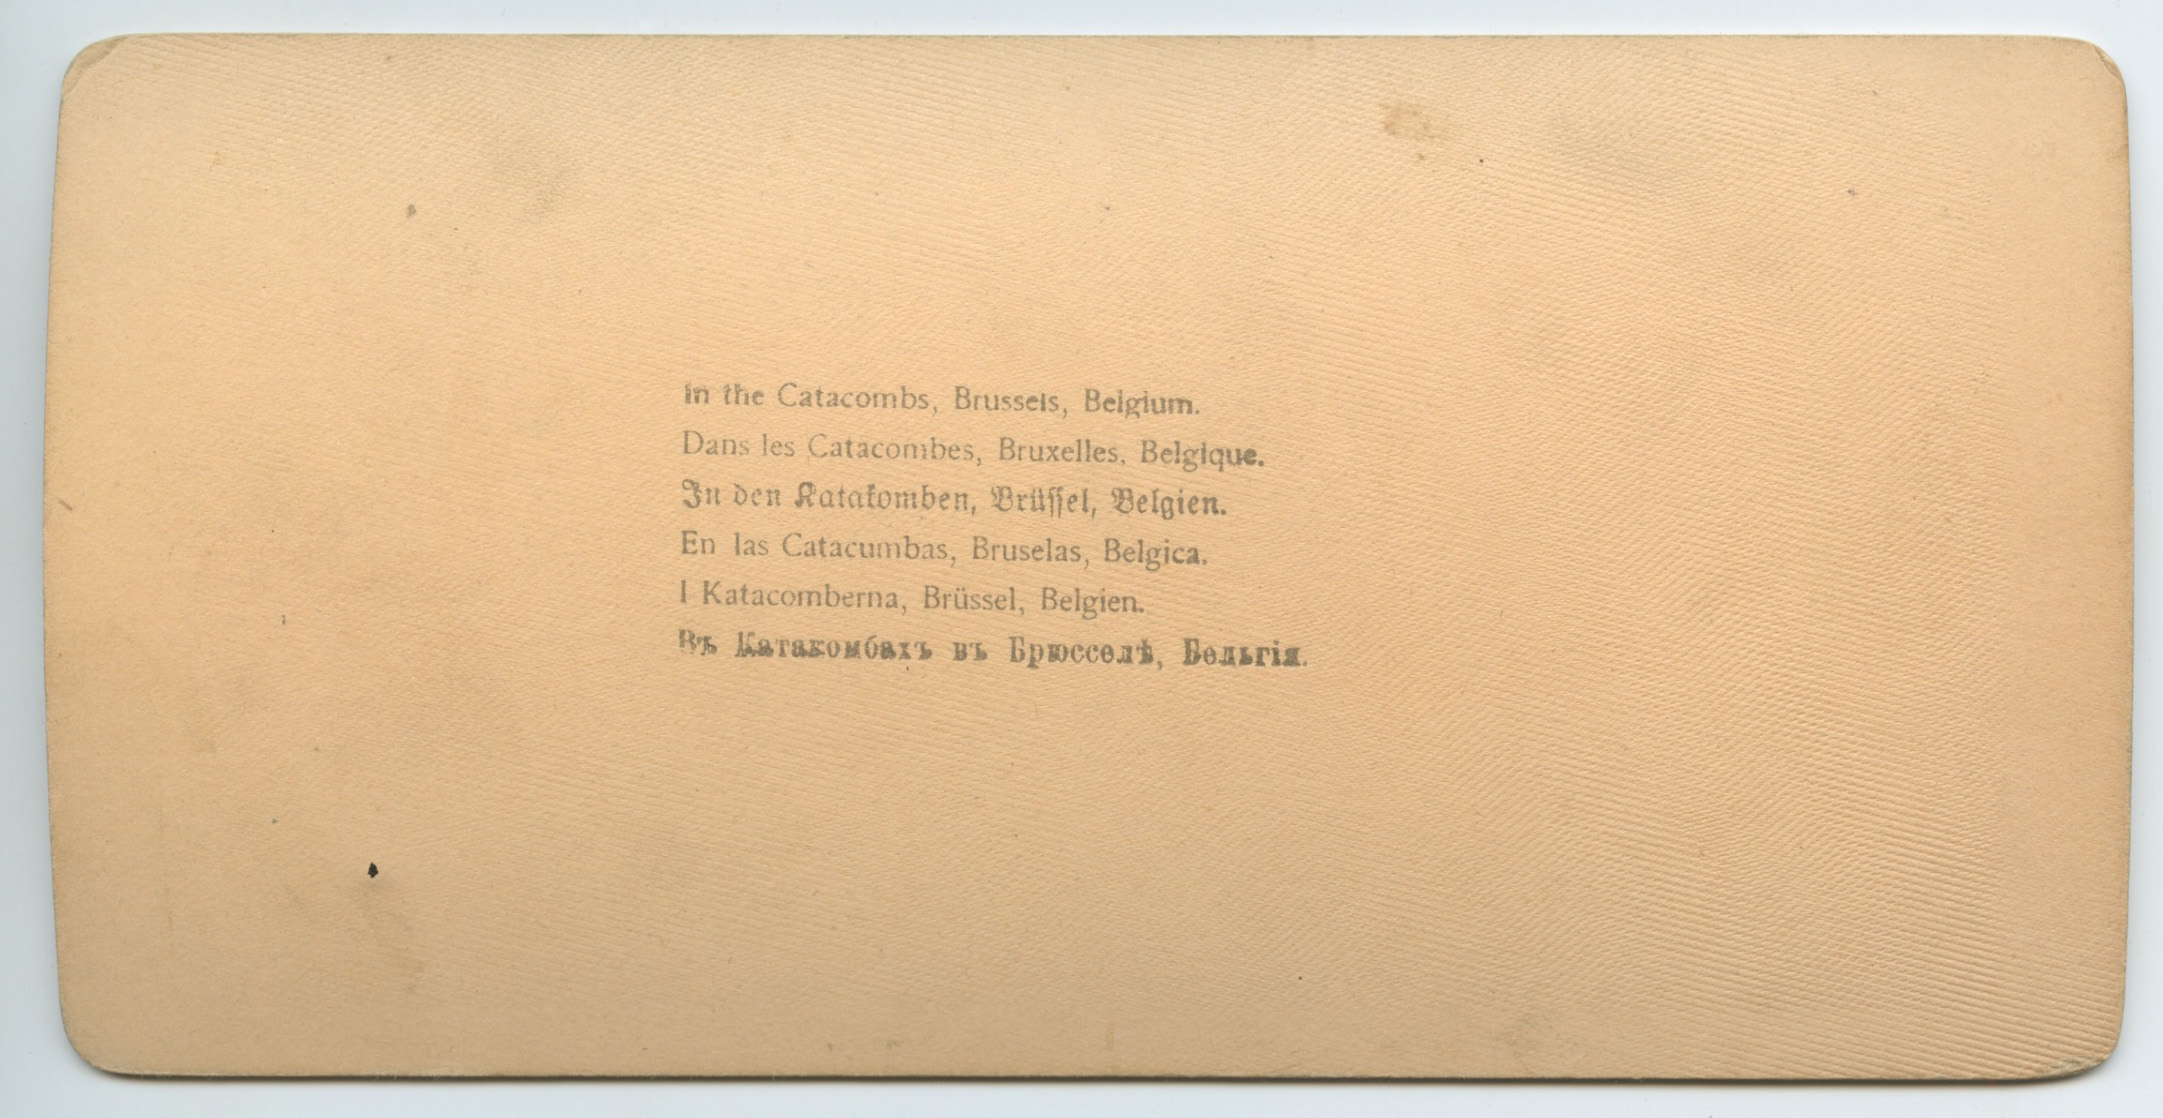 In the Catacombs, Brussels, Belgium.
Dans les Catacombes, Bruxelles, Belgique.
In den Katakomben, Brüssel, Belgien.
En las Catacumbas, Bruselas, Belgica.
I Katacomberna, Brüssel, Belgien.
Въ Катакомбахъ въ Брюсселѣ, Бельгія.